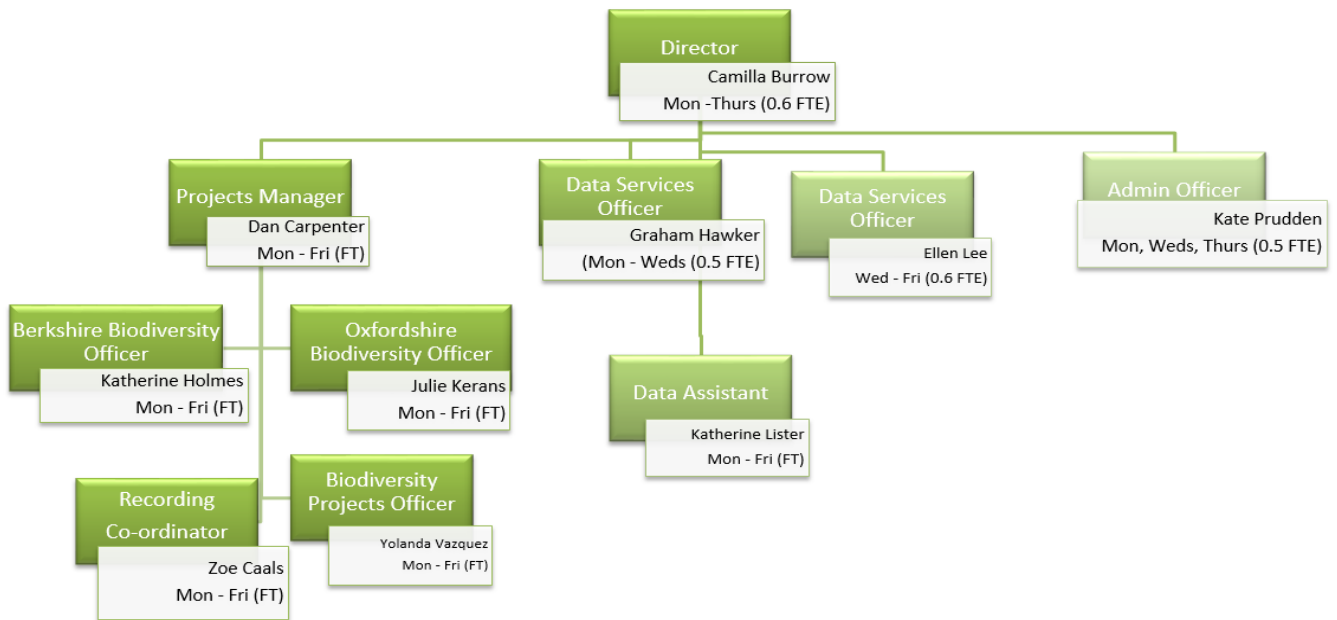 Director
Camilla Burrow
Mon -Thurs (0.6 FTE)
Projects Manager
Dan Carpenter
Mon - Fri (FT)
Data Services
Officer
Graham Hawker
(Mon - Weds (0.5 FTE)
Data Services
Officer
Ellen Lee
Wed - Fri (0.6 FTE)
Admin Officer
Kate Prudden
Mon, Weds, Thurs (0.5 FTE)
Berkshire Biodiversity
Officer
Katherine Holmes
Mon - Fri (FT)
Oxfordshire
Biodiversity Officer
Julie Kerans
Mon - Fri (FT)
Data Assistant
Katherine Lister
Mon - Fri (FT)
Recording
Co-ordinator
Zoe Caals
Mon - Fri (FT)
Biodiversity
Projects Officer
Yolanda Vazquez
Mon - Fri (FT)